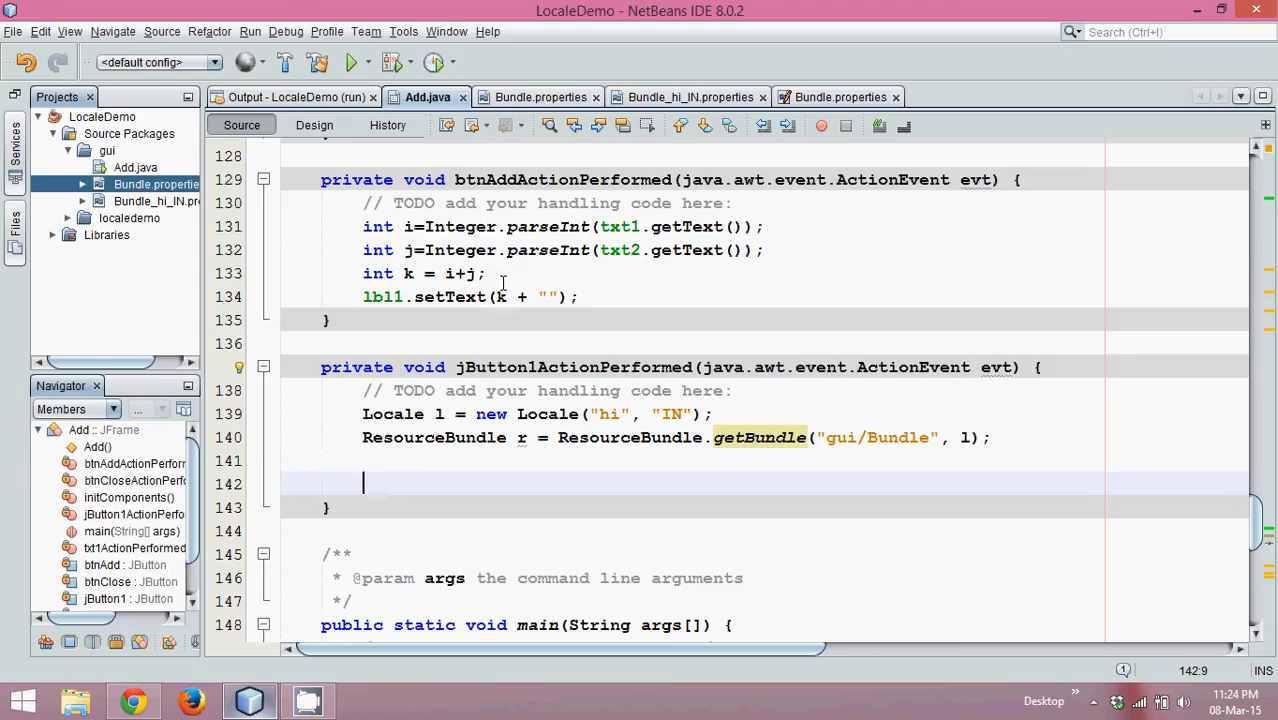 LocaleDemo - NetBeans IDE 8.0.2
File Edit View Navigate Source Refactor Run Debug Profile Team Tools Window Help
Search (Ctrl+I)
<default config>
Projects
Output - LocaleDemo (run) Add.java Bundle.properties Bundle_hi_IN.properties Bundle.properties
Source Design History
LocaleDemo
Source Packages
gui
Add.java
Bundle.propertie
Bundle_hi_IN.pr
localedemo
Libraries
Services
Files
128
129 private void btnAddActionPerformed(java.awt.event.ActionEvent evt) {
130 // TODO add your handling code here:
131 int i=Integer.parseInt(txt1.getText());
132 int j=Integer.parseInt(txt2.getText());
133 int k = i+j;
134 lbl1.setText(k + "");
135 }
136
137 private void jButton1ActionPerformed(java.awt.event.ActionEvent evt) {
138 // TODO add your handling code here:
139 Locale l = new Locale("hi", "IN");
140 ResourceBundle r = ResourceBundle.getBundle("gui/Bundle", l);
141
142
143 }
144
145 /**
146 * @param args the command line arguments
147 */
148 public static void main(String args[]) {
Navigator
Members ...
Add :: JFrame
Add()
btnAddActionPerforr
btnCloseActionPerfo
initComponents()
jButton1ActionPerfo
main(String[] args)
txt1ActionPerformed
btnAdd : JButton
btnClose : JButton
jButton1 : JButton
1 142:9 INS
Desktop
11:24 PM
08-Mar-15